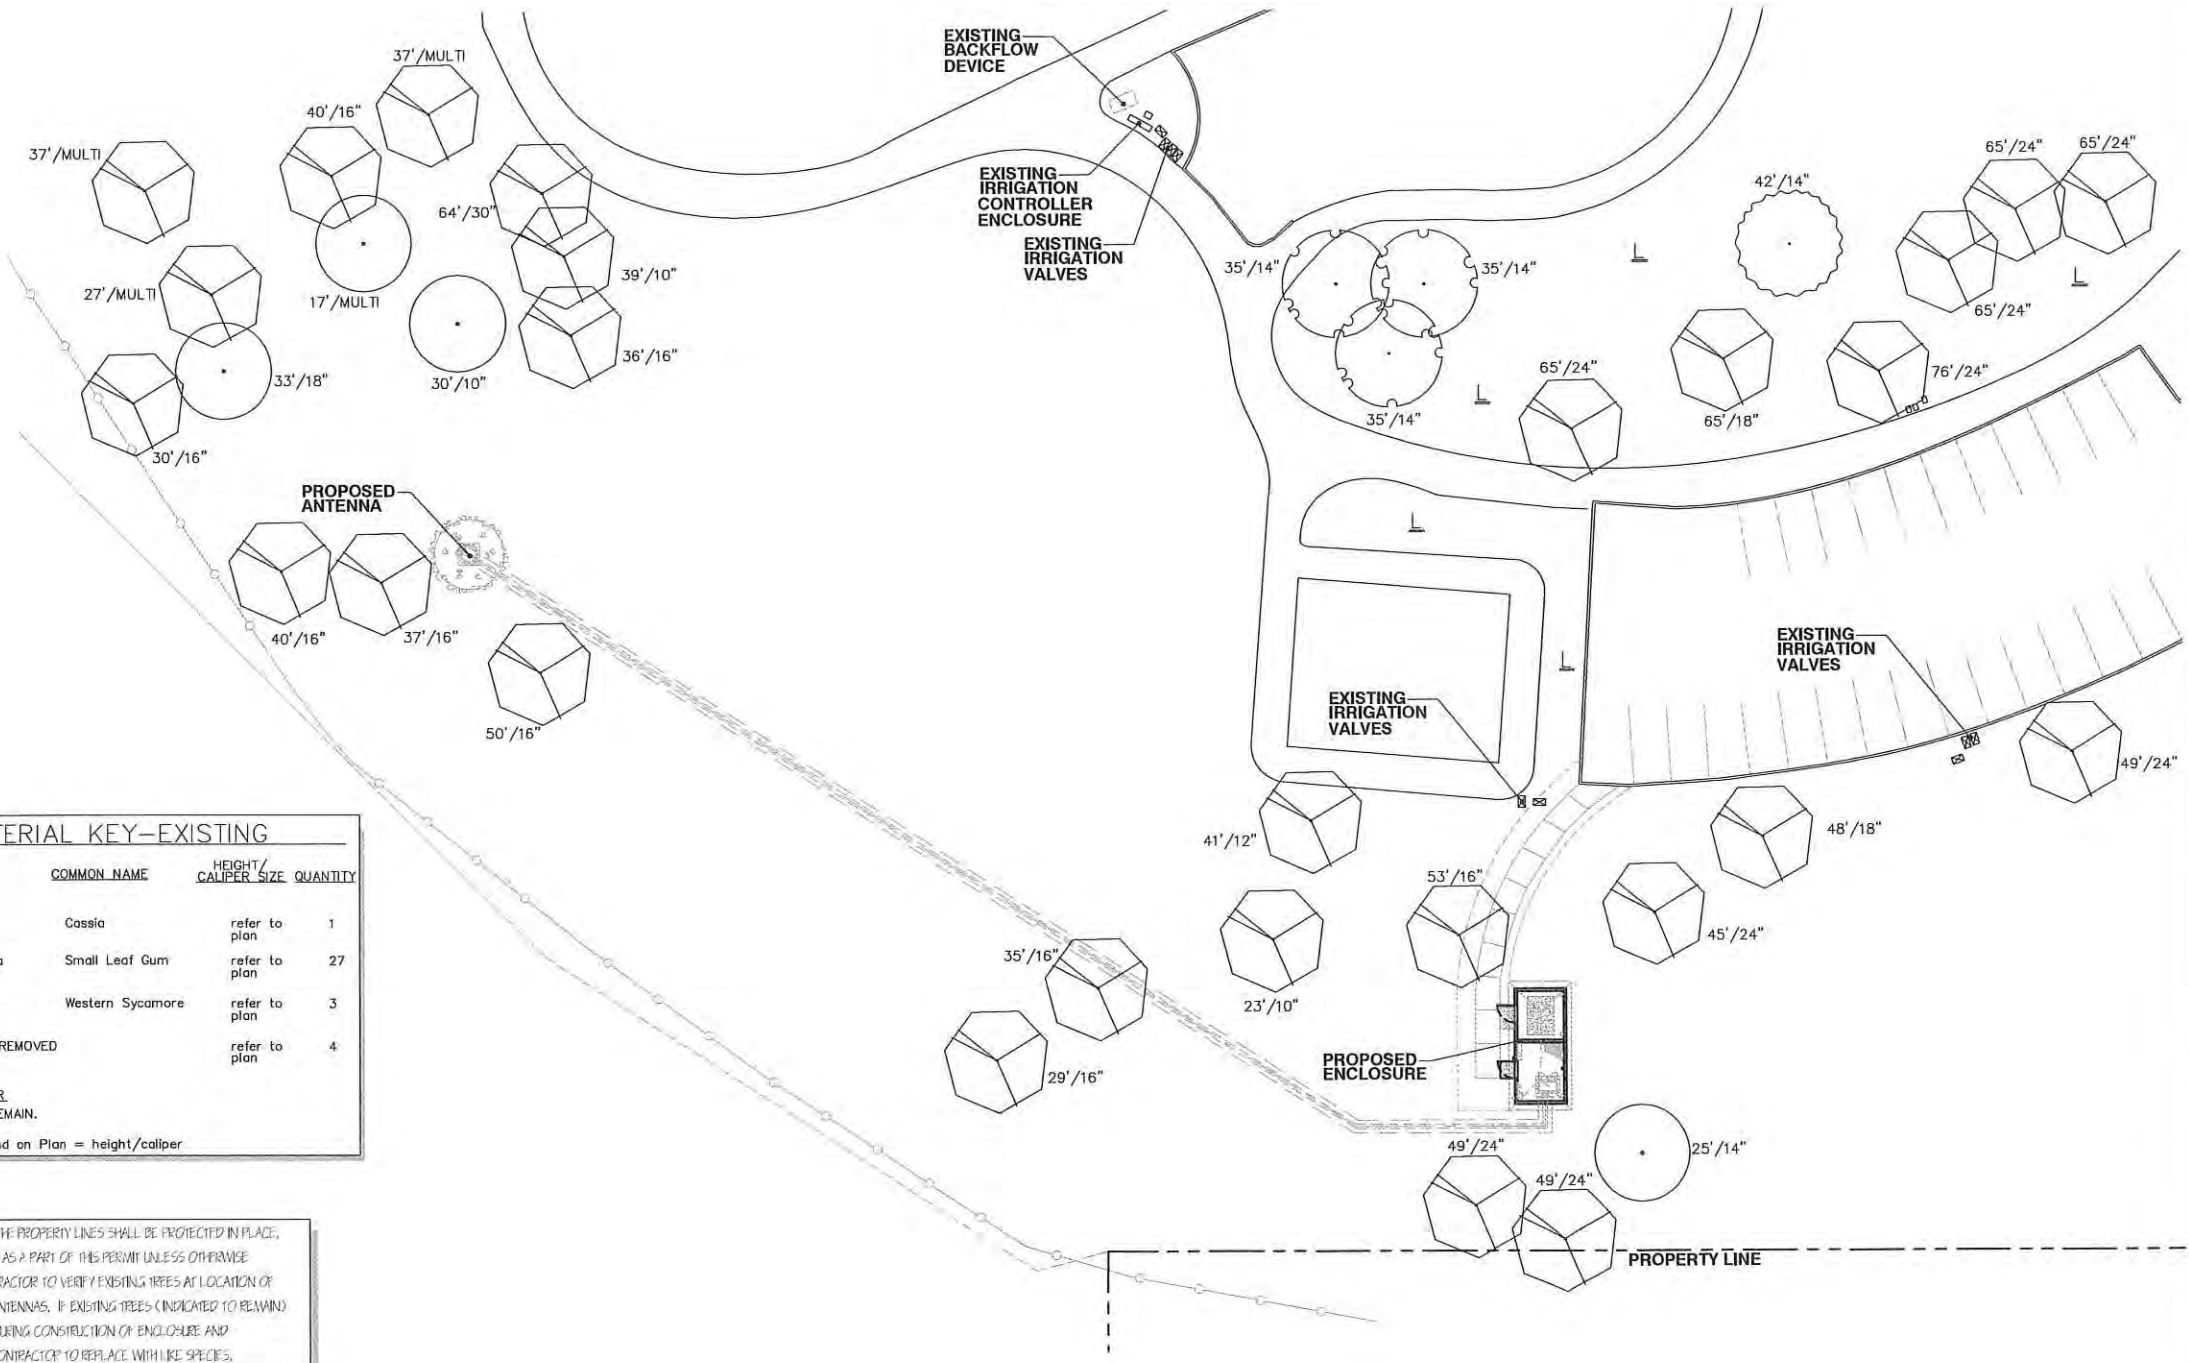 37'/MULTI
40'/16"
37'/MULTI
64'/30"
39'/10"
27'/MULTI
17'/MULTI
33'/18"
30'/10"
36'/16"
30'/16"
EXISTING
BACKFLOW
DEVICE
EXISTING
IRRIGATION
CONTROLLER
ENCLOSURE
EXISTING
IRRIGATION
VALVES
35'/14"
35'/14"
35'/14"
42'/14"
65'/24"
65'/24"
65'/24"
65'/24"
65'/18"
76'/24"
L
L
L
L
L
PROPOSED
ANTENNA
40'/16"
37'/16"
50'/16"
EXISTING
IRRIGATION
VALVES
EXISTING
IRRIGATION
VALVES
49'/24"
48'/18"
45'/24"
41'/12"
53'/16"
23'/10"
35'/16"
29'/16"
PROPOSED
ENCLOSURE
49'/24"
49'/24"
25'/14"
PROPERTY LINE
TERIAL KEY-EXISTING
COMMON NAME HEIGHT/ CALIPER SIZE QUANTITY
Cassia refer to plan 1
a Small Leaf Gum refer to plan 27
Western Sycamore refer to plan 3
REMOVED refer to plan 4
R
EMAIN.
nd on Plan = height/caliper
HE PROPERTY LINES SHALL BE PROTECTED IN PLACE,
AS A PART OF THIS PERMIT UNLESS OTHERWISE
RACTOR TO VERIFY EXISTING TREES AT LOCATION OF
NTENNAS. IF EXISTING TREES (INDICATED TO REMAIN)
URING CONSTRUCTION OF ENCLOSURE AND
ONTRACTOR TO REPLACE WITH LIKE SPECIES,